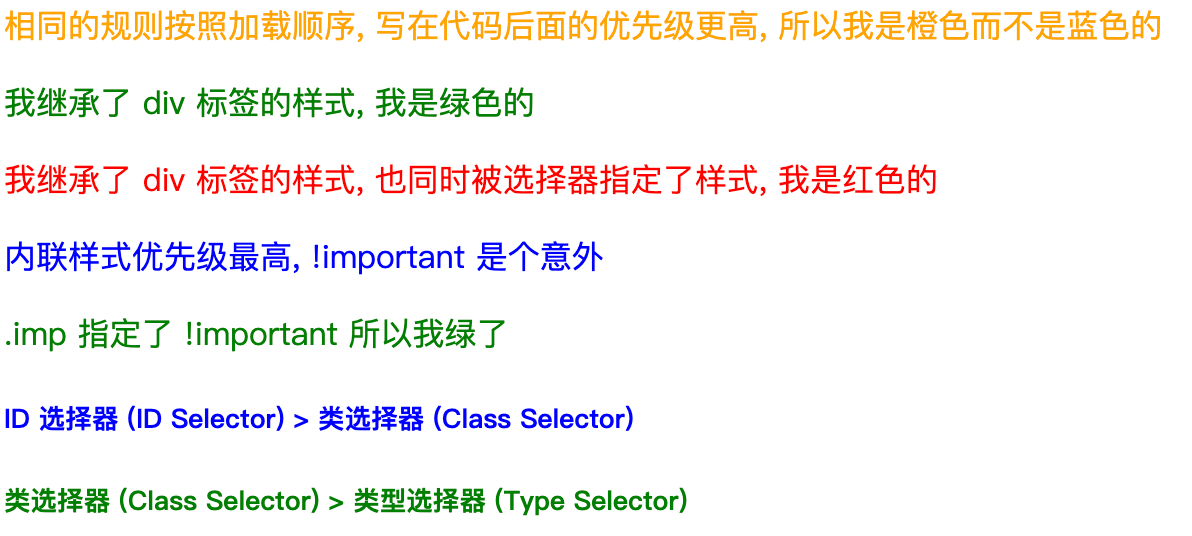 相同的规则按照加载顺序, 写在代码后面的优先级更高, 所以我是橙色而不是蓝色的
我继承了 div 标签的样式, 我是绿色的
我继承了 div 标签的样式, 也同时被选择器指定了样式, 我是红色的
内联样式优先级最高, !important 是个意外
.imp 指定了 !important 所以我绿了
ID 选择器 (ID Selector) > 类选择器 (Class Selector)
类选择器 (Class Selector) > 类型选择器 (Type Selector)